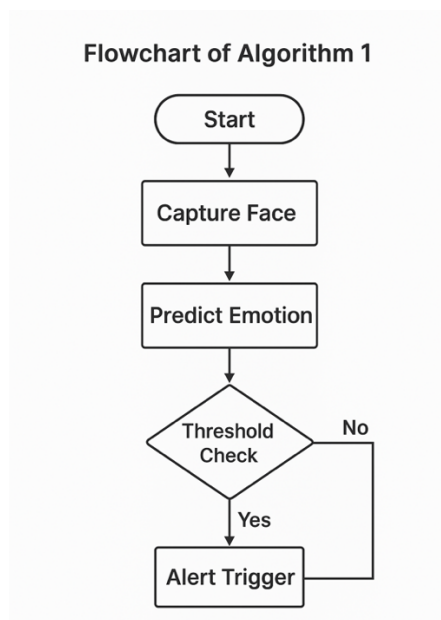 Flowchart of Algorithm 1
Start
Capture Face
Predict Emotion
Threshold
Check
No
Yes
Alert Trigger